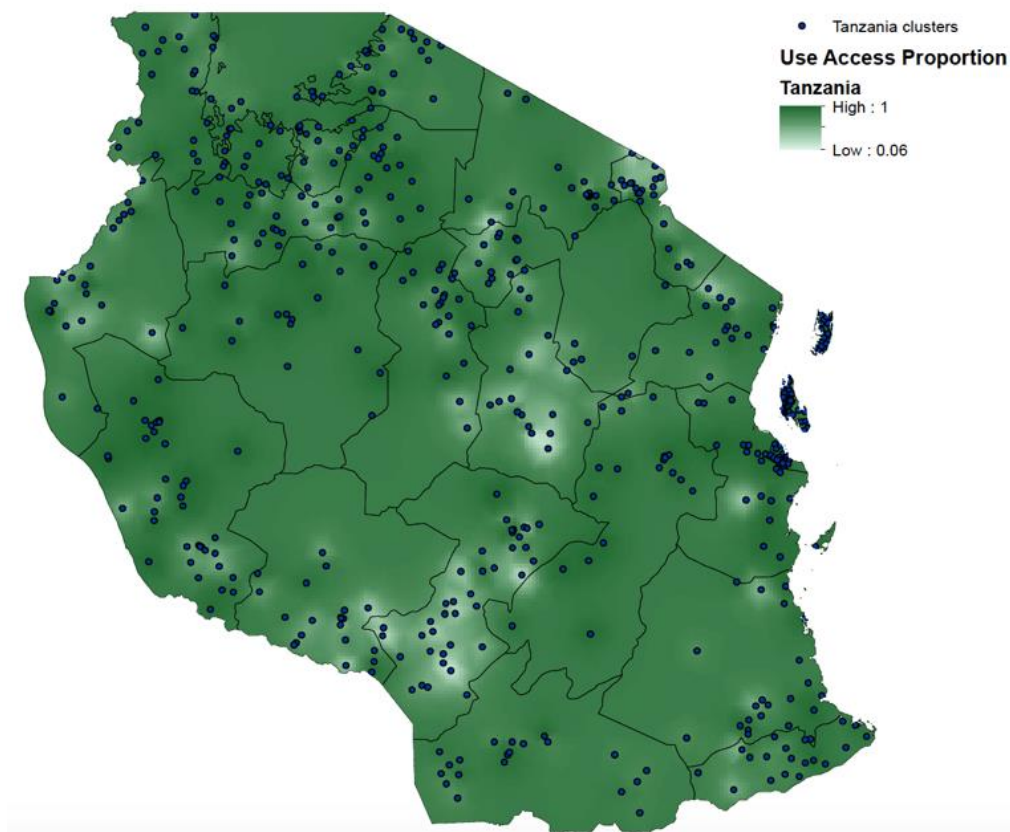 Tanzania clusters
Use Access Proportion
Tanzania
High : 1
Low : 0.06